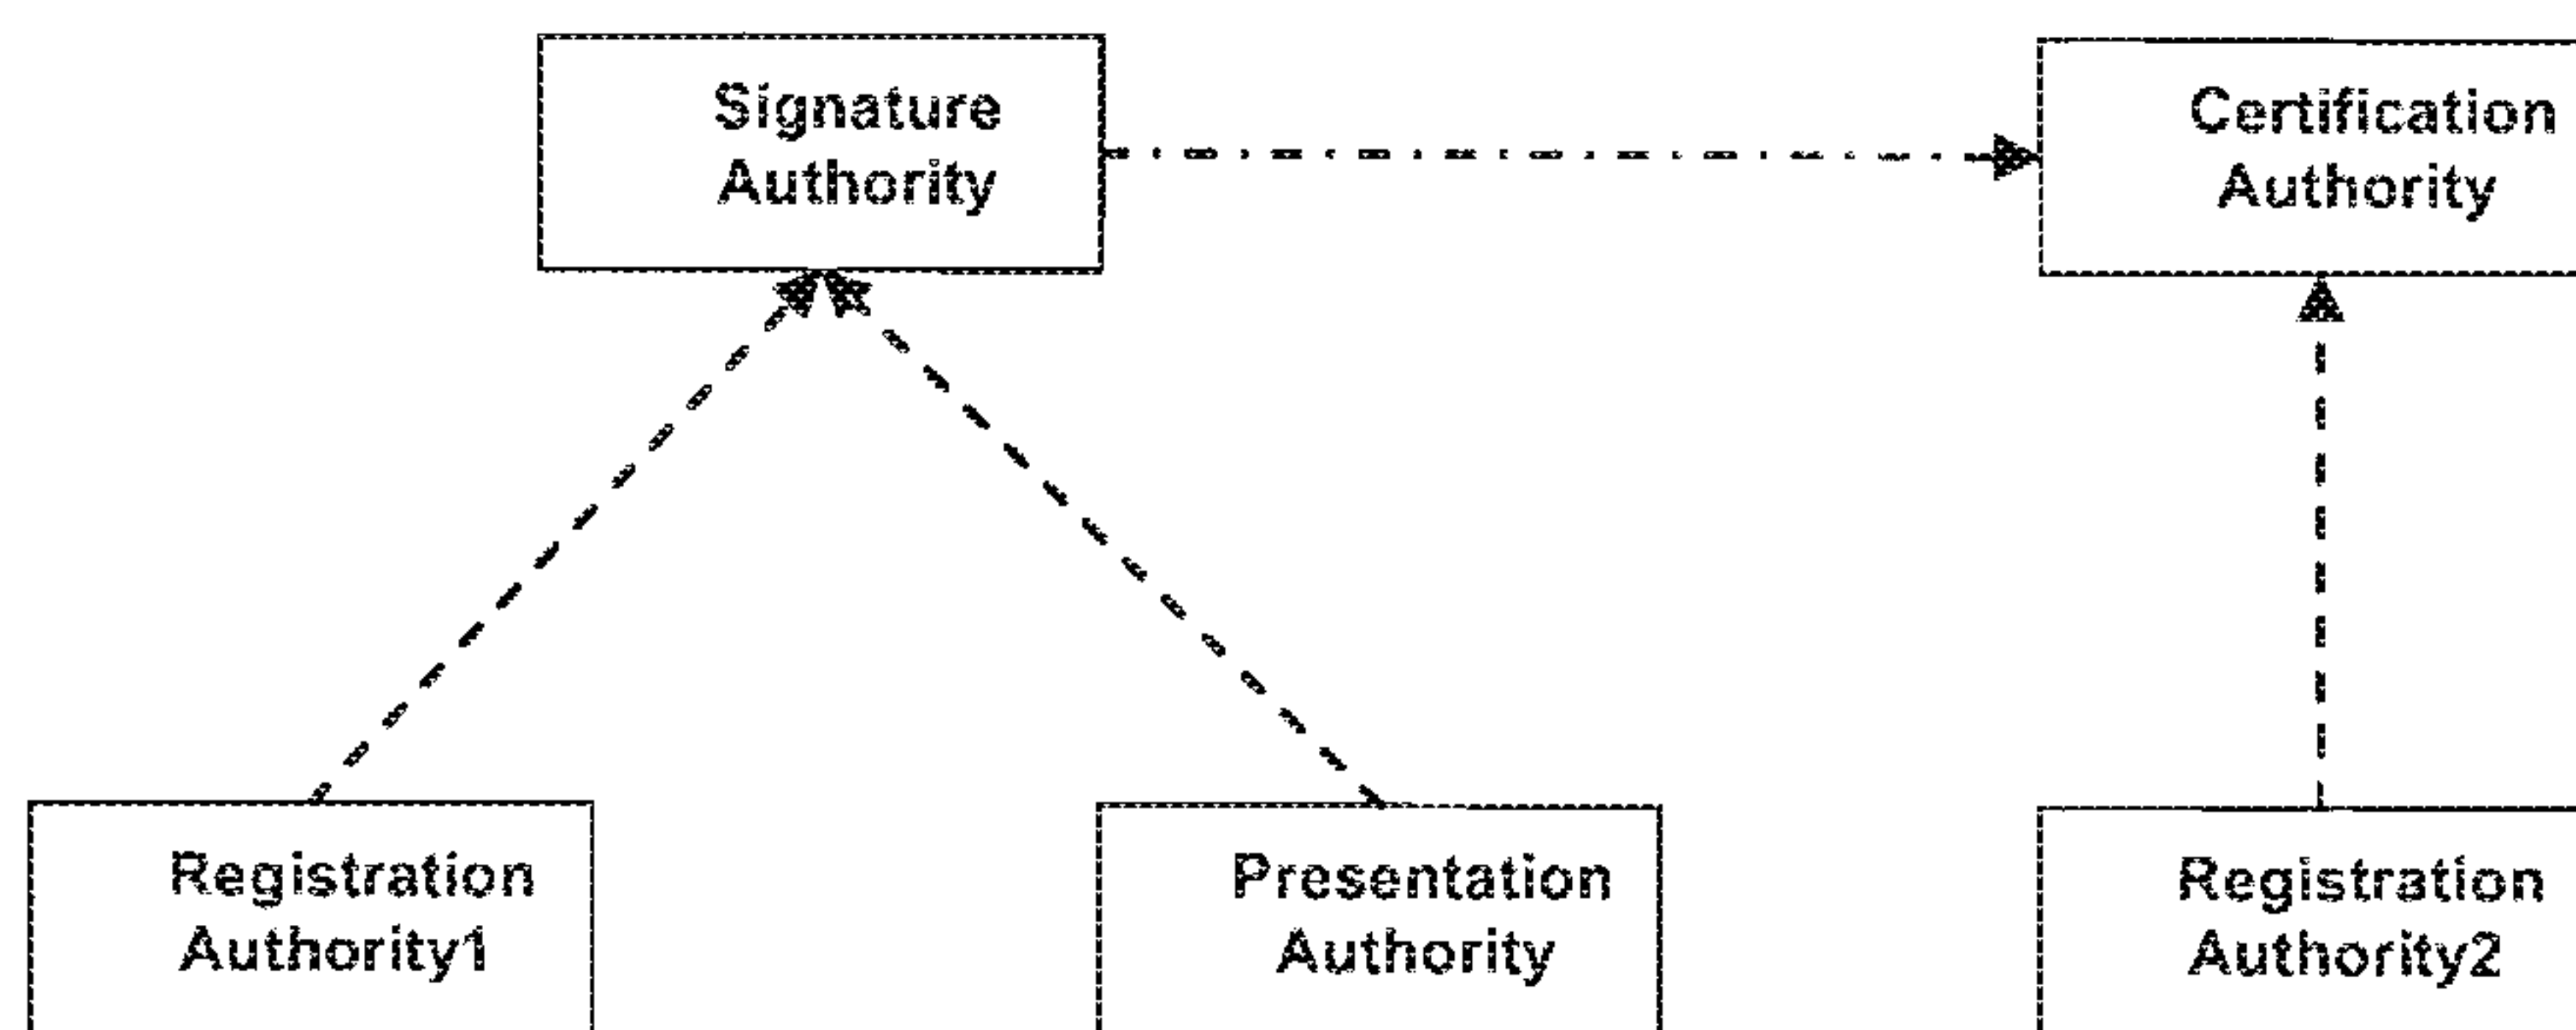 Signature
Authority
Certification
Authority
Registration
Authority1
Presentation
Authority
Registration
Authority2